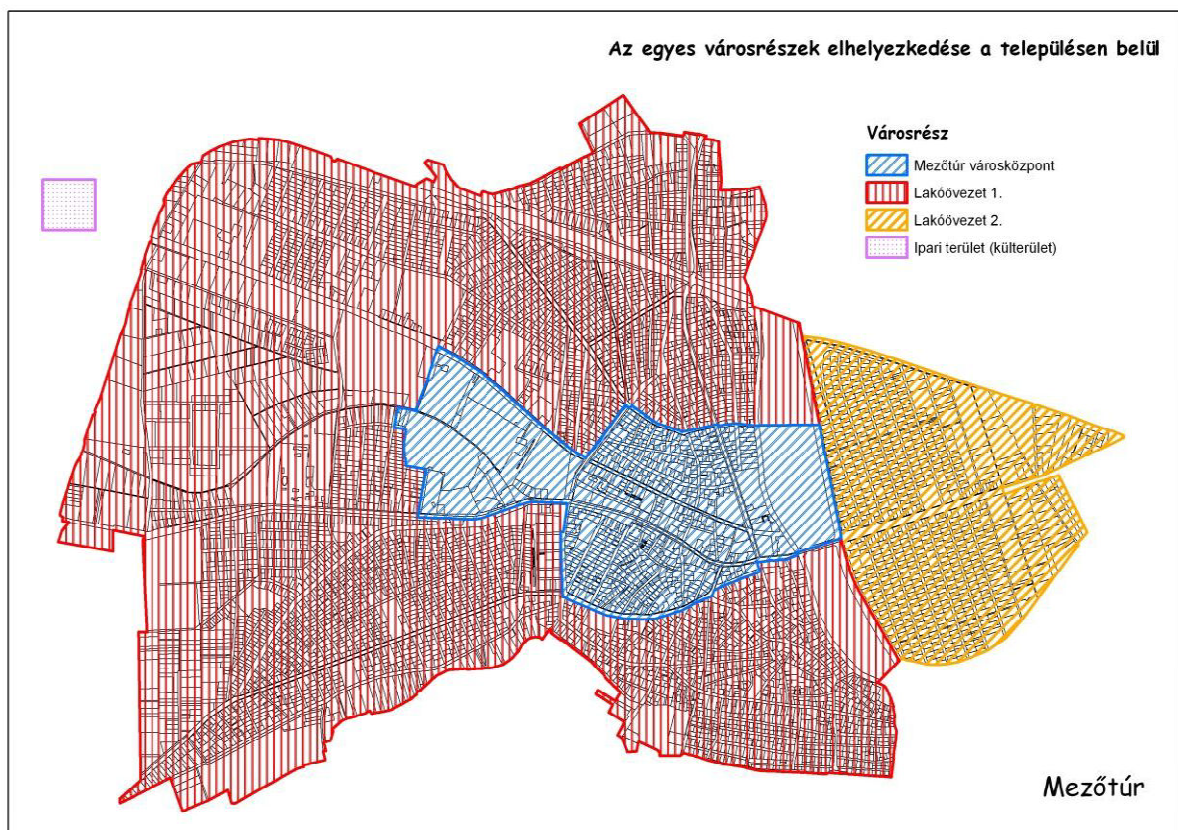 Az egyes városrészek elhelyezkedése a településen belül
Városrész
Mezőtúr városközpont
Lakóövezet 1.
Lakóövezet 2.
Ipari terület (külterület)
Mezőtúr